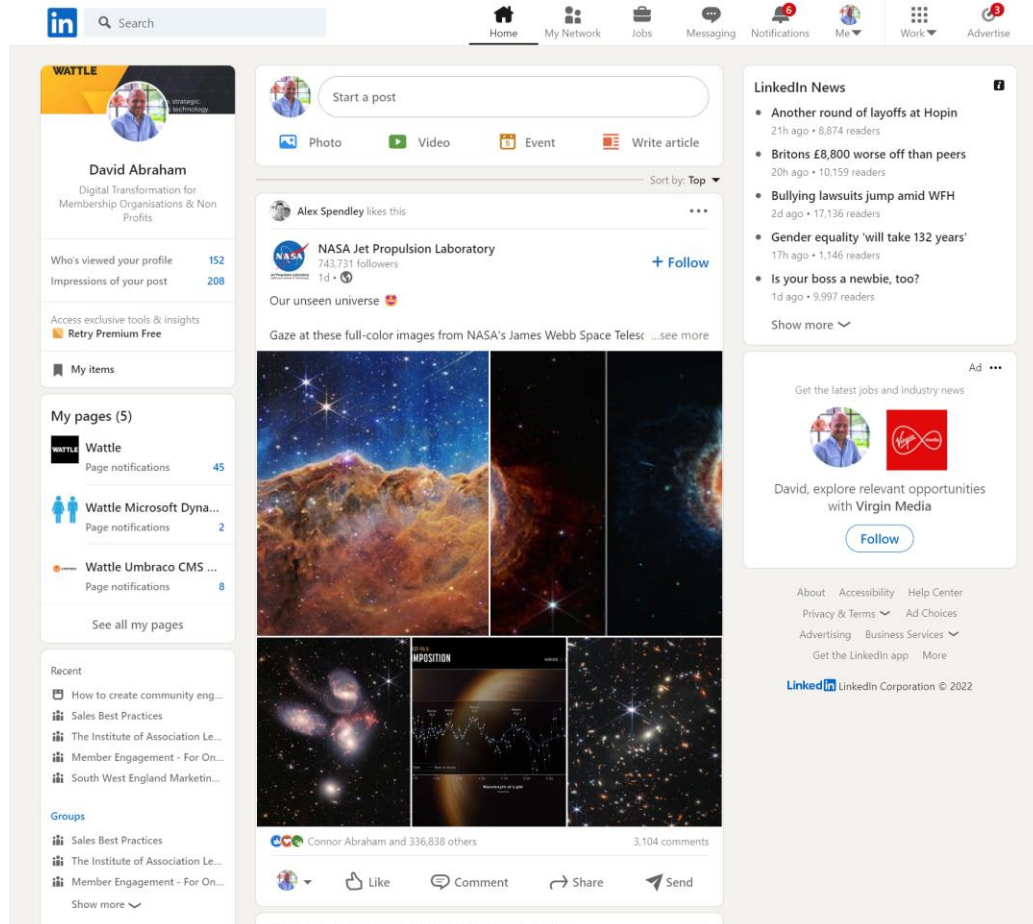 in
Search
Home
My Network
Jobs
Messaging
6
Notifications
Me
Work
3
Advertise
WATTLE
strategic.
technology
David Abraham
Digital Transformation for
Membership Organisations & Non
Profits
Who's viewed your profile 152
Impressions of your post 208
Access exclusive tools & insights
Retry Premium Free
My items
My pages (5)
WATTLE
Wattle
Page notifications 45
Wattle Microsoft Dyna...
Page notifications 2
Wattle Umbraco CMS ...
Page notifications 8
See all my pages
Recent
How to create community eng...
Sales Best Practices
The Institute of Association Le...
Member Engagement - For On...
South West England Marketin...
Groups
Sales Best Practices
The Institute of Association Le...
Member Engagement - For On...
Show more
Start a post
Photo
Video
Event
Write article
Sort by: Top
Alex Spendley likes this
NASA
NASA Jet Propulsion Laboratory
743,731 followers
1d •
+ Follow
Our unseen universe 🤩
Gaze at these full-color images from NASA's James Webb Space Telesc ...see more
MPOSITION
Wavelength of Light
Connor Abraham and 336,838 others
3,104 comments
Like
Comment
Share
Send
LinkedIn News
Another round of layoffs at Hopin
21h ago • 8,874 readers
Britons £8,800 worse off than peers
20h ago • 10,159 readers
Bullying lawsuits jump amid WFH
2d ago • 17,136 readers
Gender equality 'will take 132 years'
17h ago • 1,146 readers
Is your boss a newbie, too?
1d ago • 9,997 readers
Show more
Ad
Get the latest jobs and industry news
Virgin media
David, explore relevant opportunities
with Virgin Media
Follow
About Accessibility Help Center
Privacy & Terms Ad Choices
Advertising Business Services
Get the LinkedIn app More
LinkedIn LinkedIn Corporation © 2022